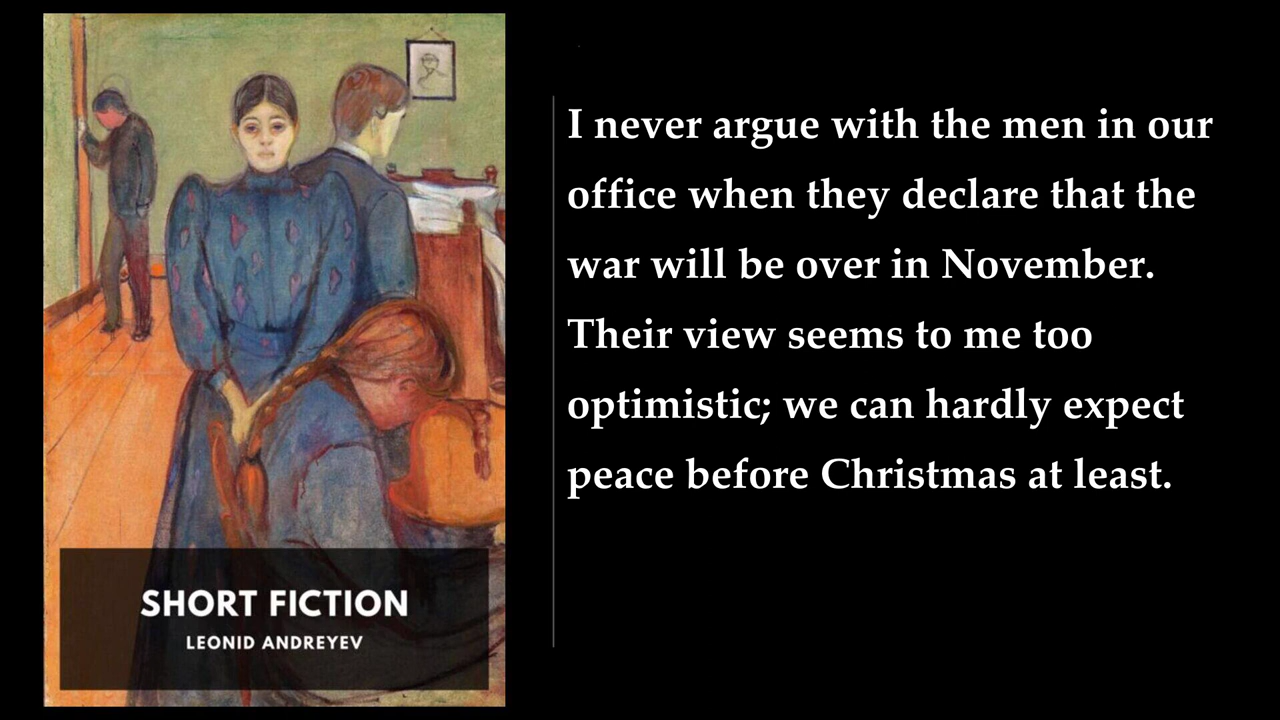 SHORT FICTION
LEONID ANDREYEV
I never argue with the men in our
office when they declare that the
war will be over in November.
Their view seems to me too
optimistic; we can hardly expect
peace before Christmas at least.